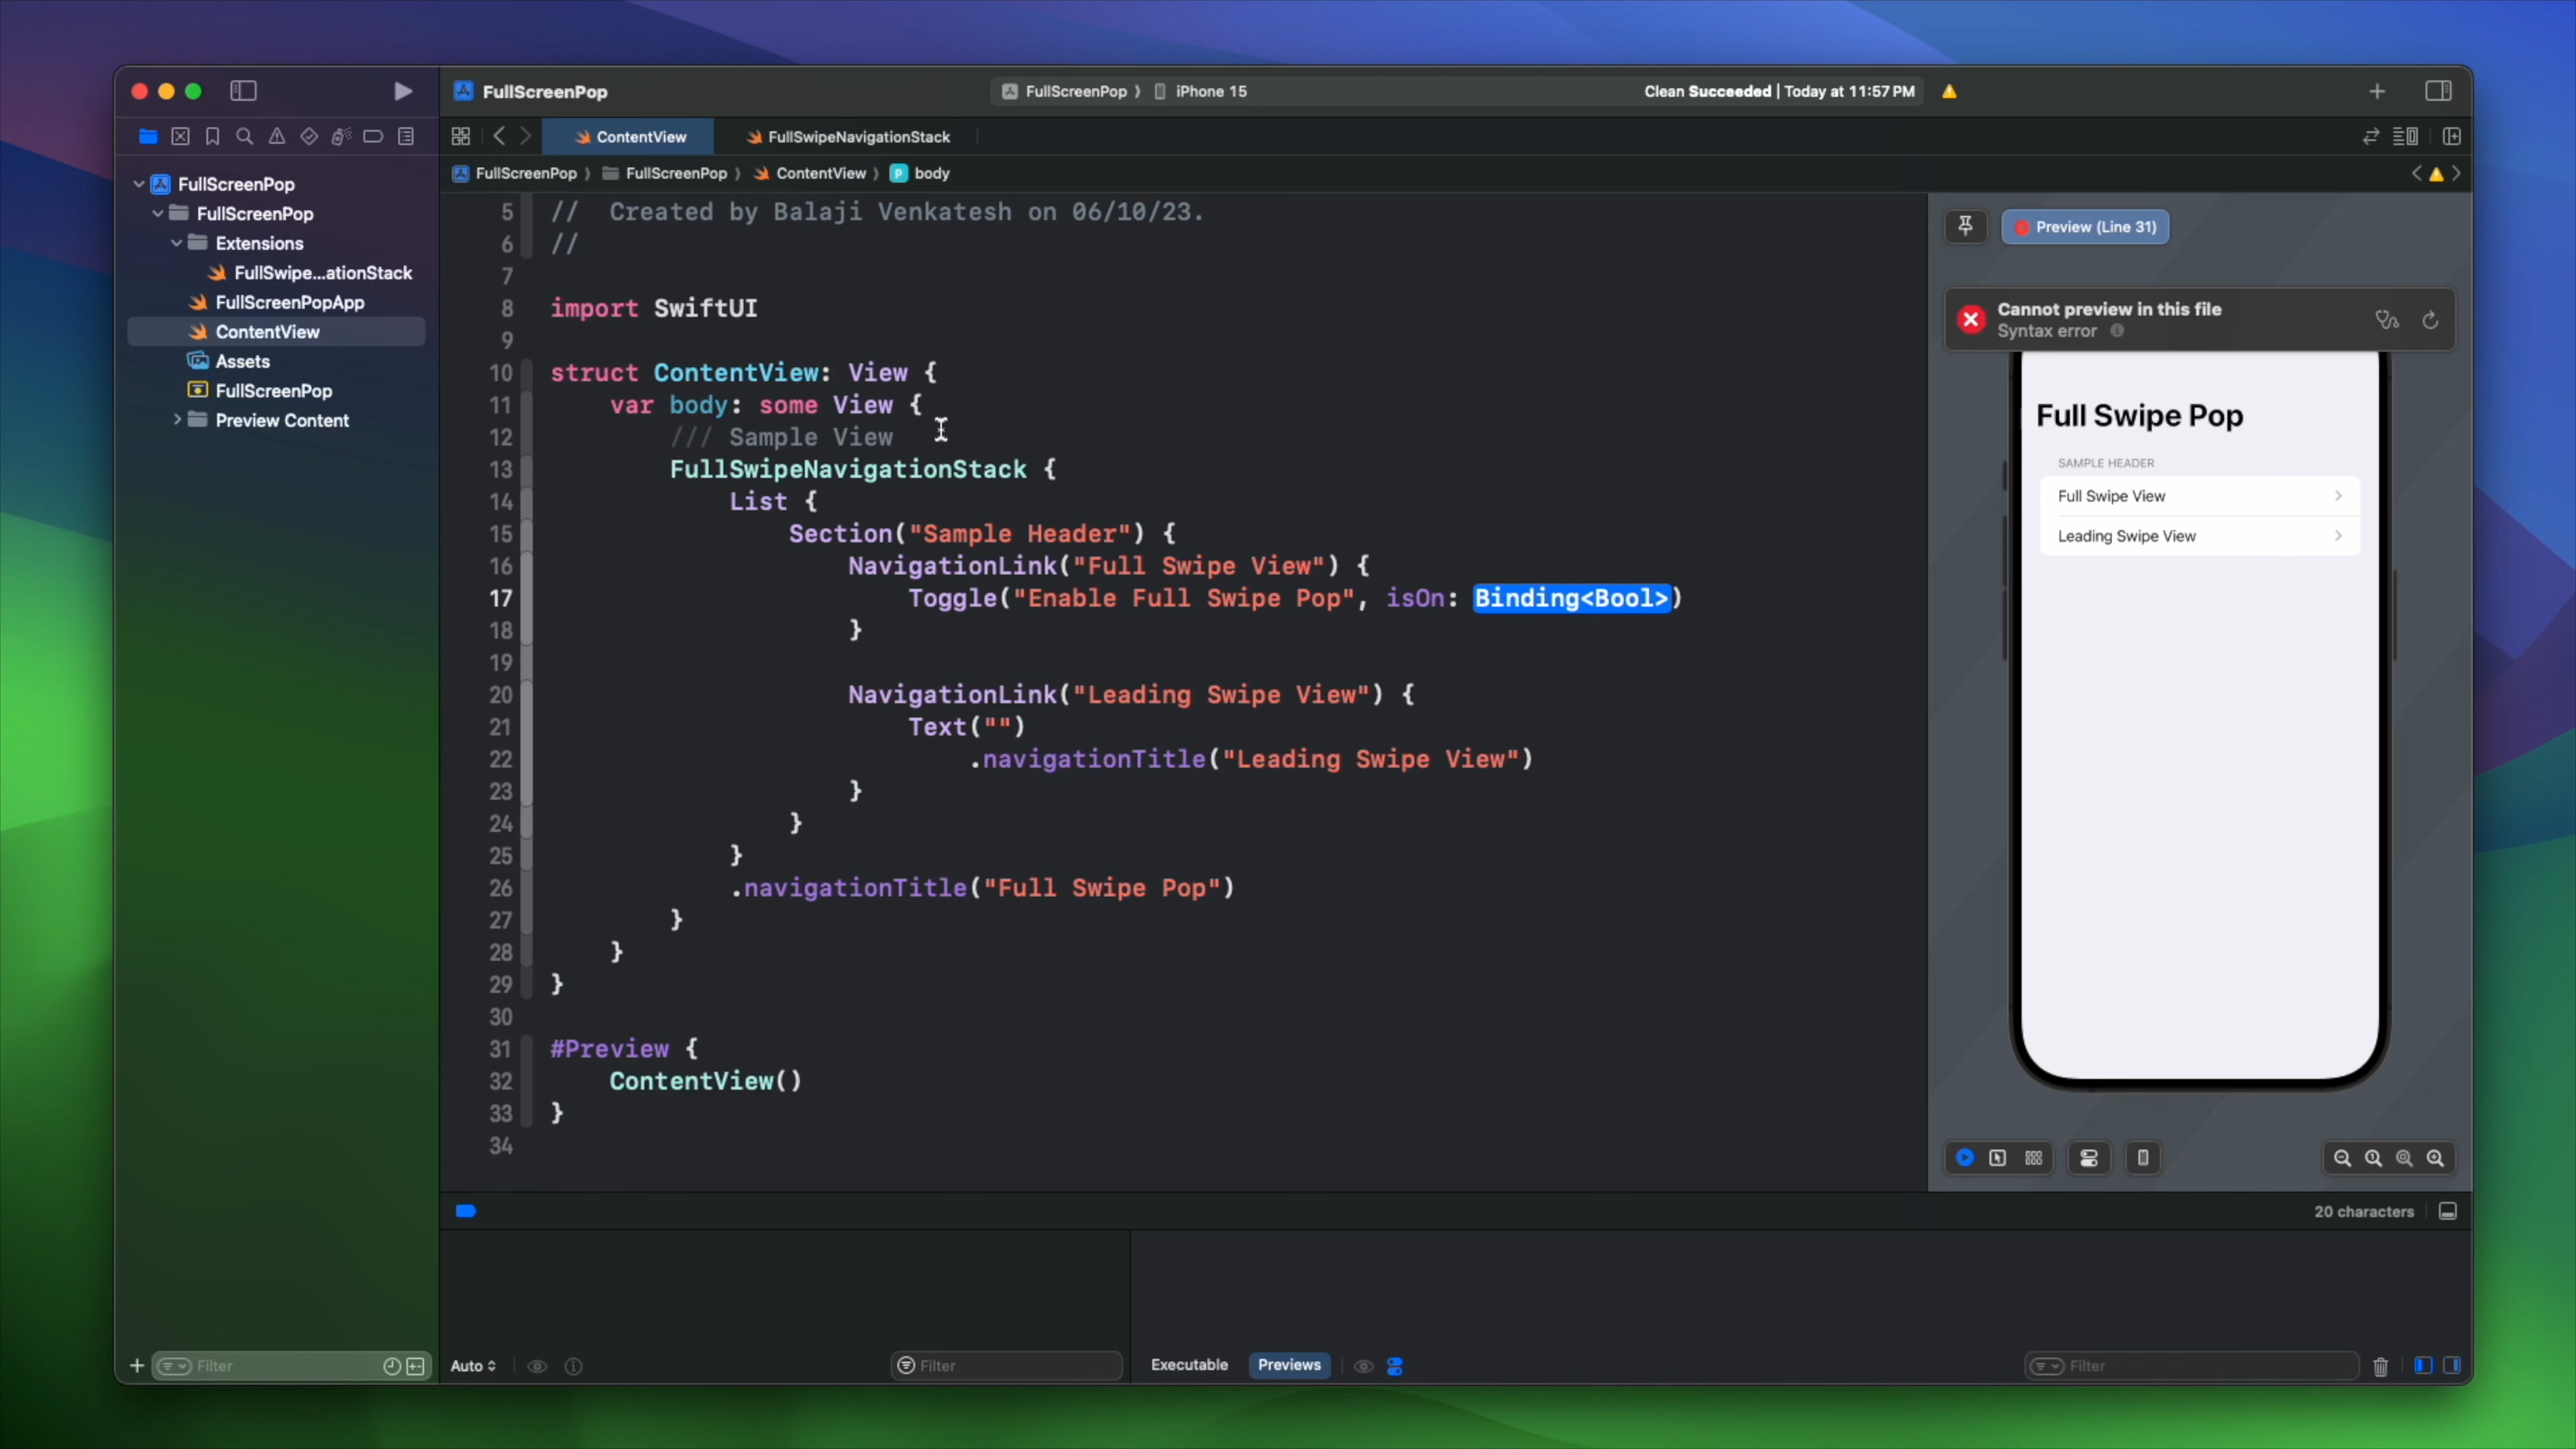 FullScreenPop
FullScreenPop
iPhone 15
Clean Succeeded | Today at 11:57 PM
ContentView
FullSwipeNavigationStack
FullScreenPop
FullScreenPop
ContentView
P body
FullScreenPop
FullScreenPop
Extensions
FullSwipe...ationStack
FullScreenPopApp
ContentView
Assets
FullScreenPop
Preview Content
5 //  Created by Balaji Venkatesh on 06/10/23.
6 //
7
8 import SwiftUI
9
10 struct ContentView: View {
11     var body: some View {
12         /// Sample View
13         FullSwipeNavigationStack {
14             List {
15                 Section("Sample Header") {
16                     NavigationLink("Full Swipe View") {
17                         Toggle("Enable Full Swipe Pop", isOn: Binding<Bool>)
18                     }
19
20                     NavigationLink("Leading Swipe View") {
21                         Text("")
22                             .navigationTitle("Leading Swipe View")
23                     }
24                 }
25             }
26             .navigationTitle("Full Swipe Pop")
27         }
28     }
29 }
30
31 #Preview {
32     ContentView()
33 }
34
Preview (Line 31)
Cannot preview in this file
Syntax error
Full Swipe Pop
SAMPLE HEADER
Full Swipe View
Leading Swipe View
20 characters
Filter
Auto
Filter
Executable
Previews
Filter